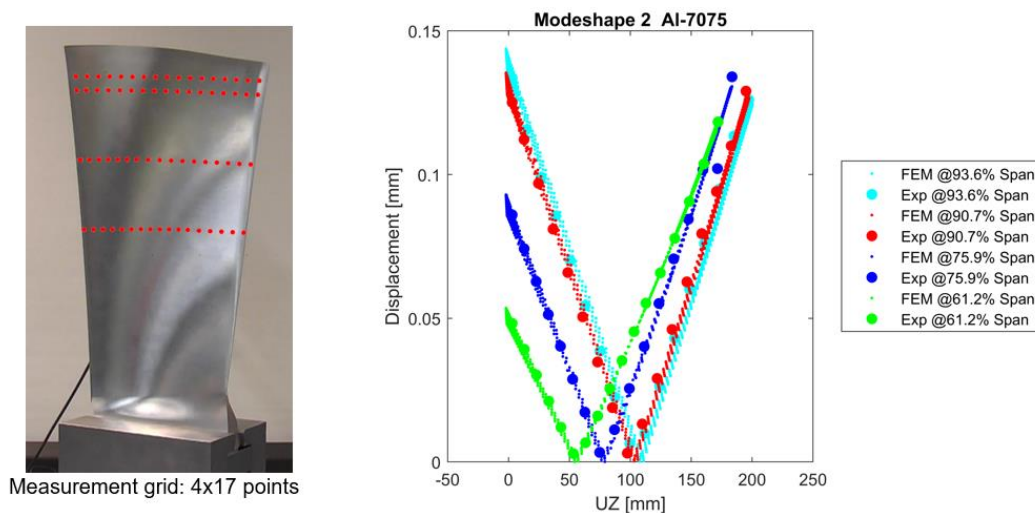 Measurement grid: 4x17 points
Modeshape 2 Al-7075
Displacement [mm]
0.15
0.1
0.05
0
-50
0
50
100
150
200
250
UZ [mm]
FEM @93.6% Span
Exp @93.6% Span
FEM @90.7% Span
Exp @90.7% Span
FEM @75.9% Span
Exp @75.9% Span
FEM @61.2% Span
Exp @61.2% Span